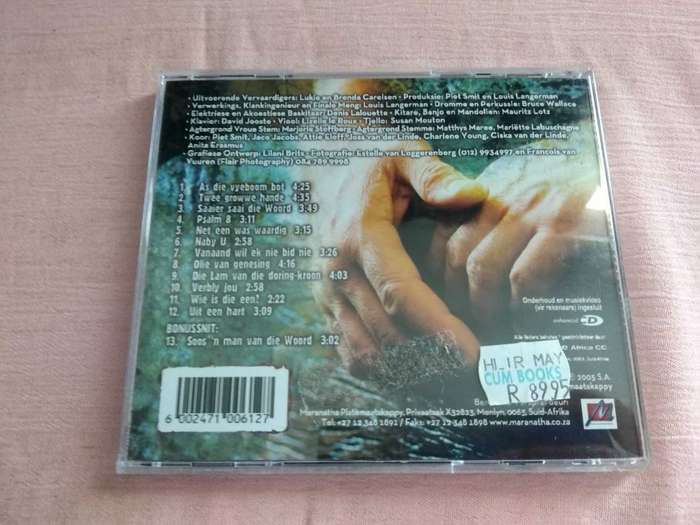 • Uitvoerende Vervaardigers: Lukie en Brenda Carelsen • Produksie: Piet Smit en Louis Langerman
• Verwerkings, Klankingenieur en Finale Meng: Louis Langerman • Dromme en Perkussie: Bruce Wallace
• Elektriese en Akoestiese Baskitaar: Denis Lalouette • Kitare, Banjo en Mandolien: Mauritz Lotz
• Klavier: David Jooste • Viool: Lizelle le Roux • Tjello: Susan Mouton
• Agtergrond Vroue Stem: Marjorie Stoffberg • Agtergrond Stemme: Matthys Maree, Mariëtte Labuschagne
• Koor: Piet Smit, Jaco Jacobs, Attie Eloff, Joss van der Linde, Charlene Young, Ciska van der Linde,
Anita Erasmus
• Grafiese Ontwerp: Lilani Brits • Fotografie: Estelle van Loggerenberg (012) 9934997 en Francois van
Vuuren (Flair Photography) 084 789 9998
1. As die vyeboom bot 4:25
2. Twee growwe hande 4:35
3. Saaier saai die Woord 3:49
4. Psalm 8 3:11
5. Net een was waardig 3:15
6. Naby U 2:58
7. Vanaand wil ek nie bid nie 3:26
8. Olie van genesing 4:16
9. Die Lam van die doring-kroon 4:03
10. Verbly jou 2:58
11. Wie is die een? 2:22
12. Uit een hart 3:09
BONUSSNIT:
13. Soos 'n man van die Woord 3:02
Onderhoud en musiekvideo
(vir rekenaars) ingesluit
enhanced CD
Africa CC
HL.IR MAY
CUM BOOKS
R 89.95
2005 S.A.
maatskappy
Maranatha Platemaatskappy, Privaatsak X32823, Menlyn, 0063, Suid-Afrika
Tel: +27 12 348 1891 / Faks: +27 12 348 1898 www.maranatha.co.za
6 002471 006127